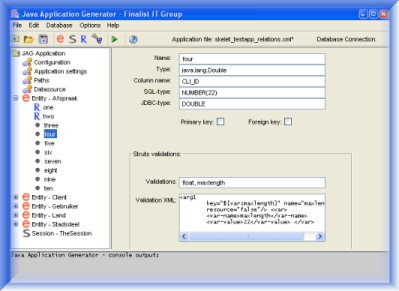 Java Application Generator - Finalist IT Group
File Edit Database Options Help
Application file: skelet_testapp_relations.xml* Database Connection:
JAG Application
Configuration
Application settings
Paths
Datasource
Entity - Afspraak
R one
R two
three
four
five
six
seven
eight
nine
ten
Entity - Client
Entity - Gebruiker
Entity - Land
Entity - Stadsdeel
Session - TheSession
Name: four
Type: java.lang.Double
Column name: CLI_ID
SQL-type: NUMBER(22)
JDBC-type: DOUBLE
Primary key: Foreign key:
Struts validations:
Validations: float, maxlength
Validation XML: <arg1
key="${var:maxlength}" name="maxlen
resource="false"/> <var>
<var-name>maxlength</var-name>
<var-value>22</var-value> </var>
Java Application Generator - console output: